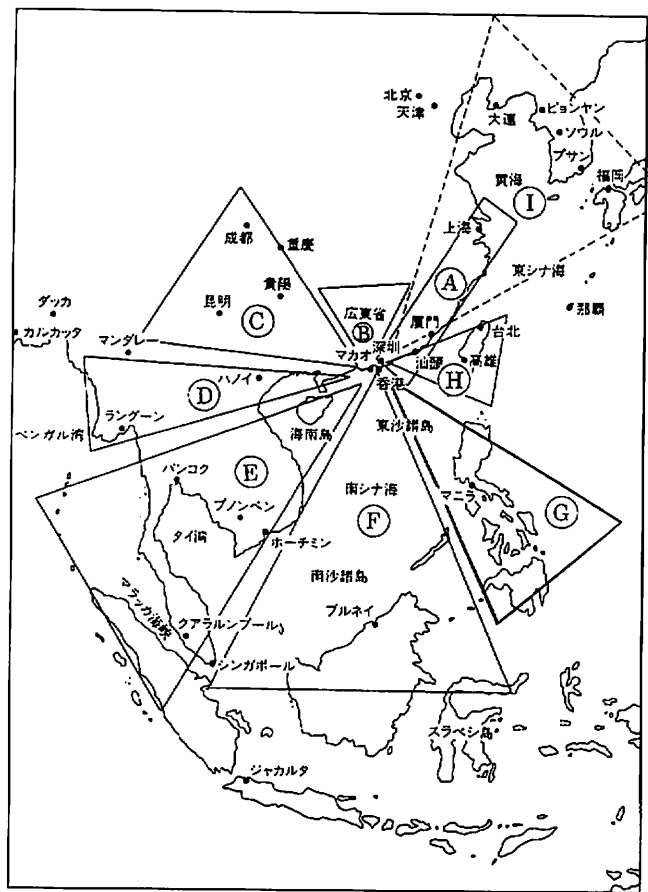 北京
天津
大連
ピョンヤン
ソウル
プサン
福岡
黄海
Ⓘ
上海
成都
重慶
東シナ海
貴陽
Ⓐ
ダッカ
昆明
Ⓒ
広東省
Ⓑ
厦門
那覇
カルカッタ
マンダレー
マカオ
深圳
汕頭
台北
高雄
香港
Ⓗ
ハノイ
Ⓓ
ラングーン
海南島
東沙諸島
ベンガル湾
バンコク
Ⓔ
南シナ海
マニラ
プノンペン
Ⓕ
Ⓖ
タイ湾
ホーチミン
南沙諸島
マラッカ海峡
クアラルンプール
ブルネイ
シンガポール
スラベシ島
ジャカルタ